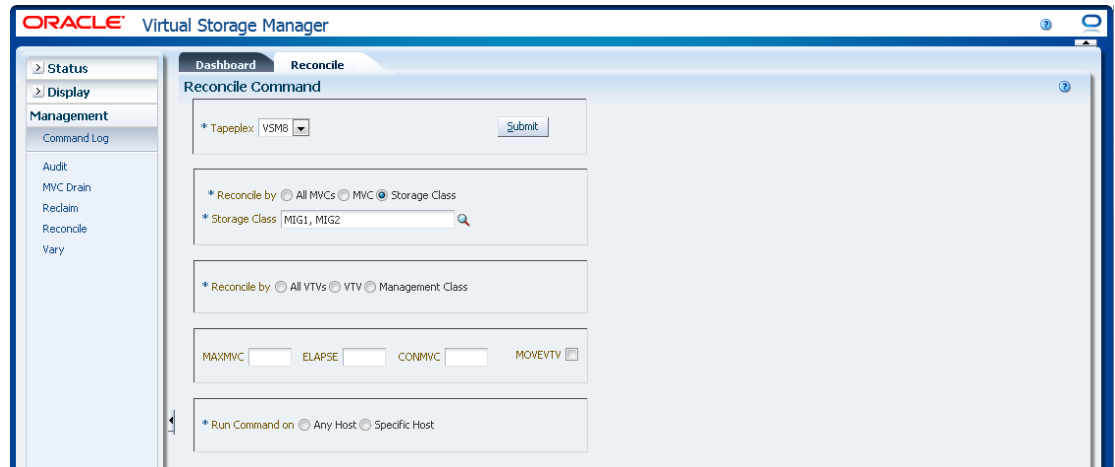 ORACLE Virtual Storage Manager
Status
Display
Management
Command Log
Audit
MVC Drain
Reclaim
Reconcile
Vary
Dashboard Reconcile
Reconcile Command
* Tapeplex VSM8 Submit
* Reconcile by All MVCs MVC Storage Class
* Storage Class MIG1, MIG2
* Reconcile by All VTVs VTV Management Class
MAXMVC ELAPSE CONMVC MOVEVTV
* Run Command on Any Host Specific Host